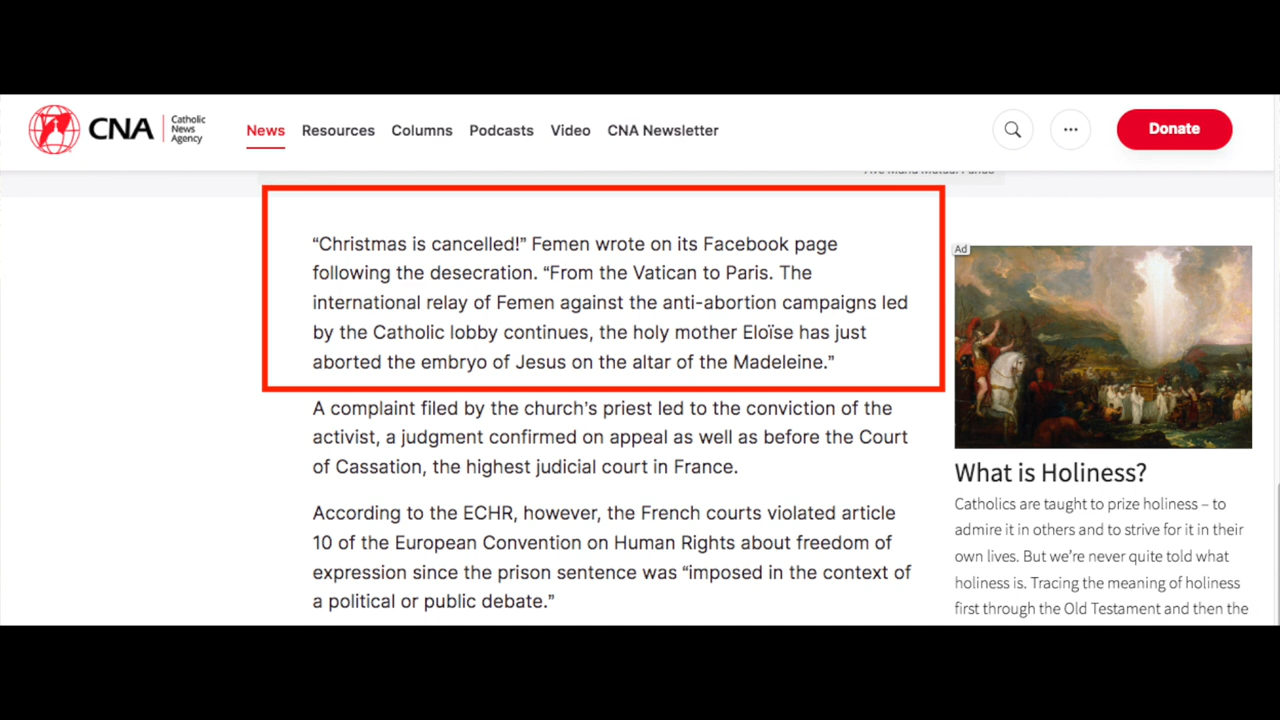 CNA
Catholic
News
Agency
News Resources Columns Podcasts Video CNA Newsletter
Donate
“Christmas is cancelled!” Femen wrote on its Facebook page
following the desecration. “From the Vatican to Paris. The
international relay of Femen against the anti-abortion campaigns led
by the Catholic lobby continues, the holy mother Eloïse has just
aborted the embryo of Jesus on the altar of the Madeleine.”
A complaint filed by the church’s priest led to the conviction of the
activist, a judgment confirmed on appeal as well as before the Court
of Cassation, the highest judicial court in France.
According to the ECHR, however, the French courts violated article
10 of the European Convention on Human Rights about freedom of
expression since the prison sentence was “imposed in the context of
a political or public debate.”
Ad
What is Holiness?
Catholics are taught to prize holiness – to
admire it in others and to strive for it in their
own lives. But we’re never quite told what
holiness is. Tracing the meaning of holiness
first through the Old Testament and then the